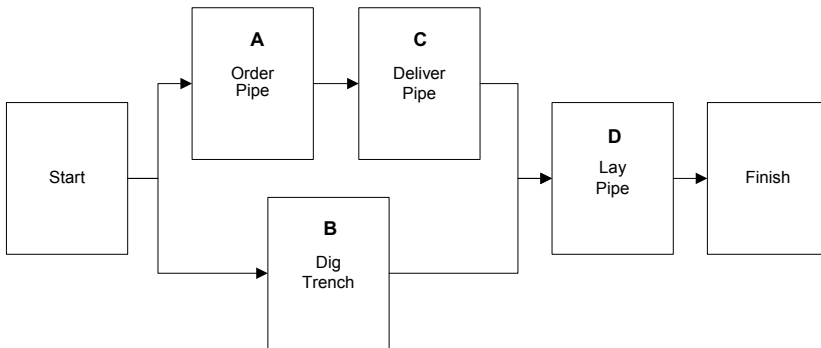 A
Order
Pipe
C
Deliver
Pipe
Start
B
Dig
Trench
D
Lay
Pipe
Finish